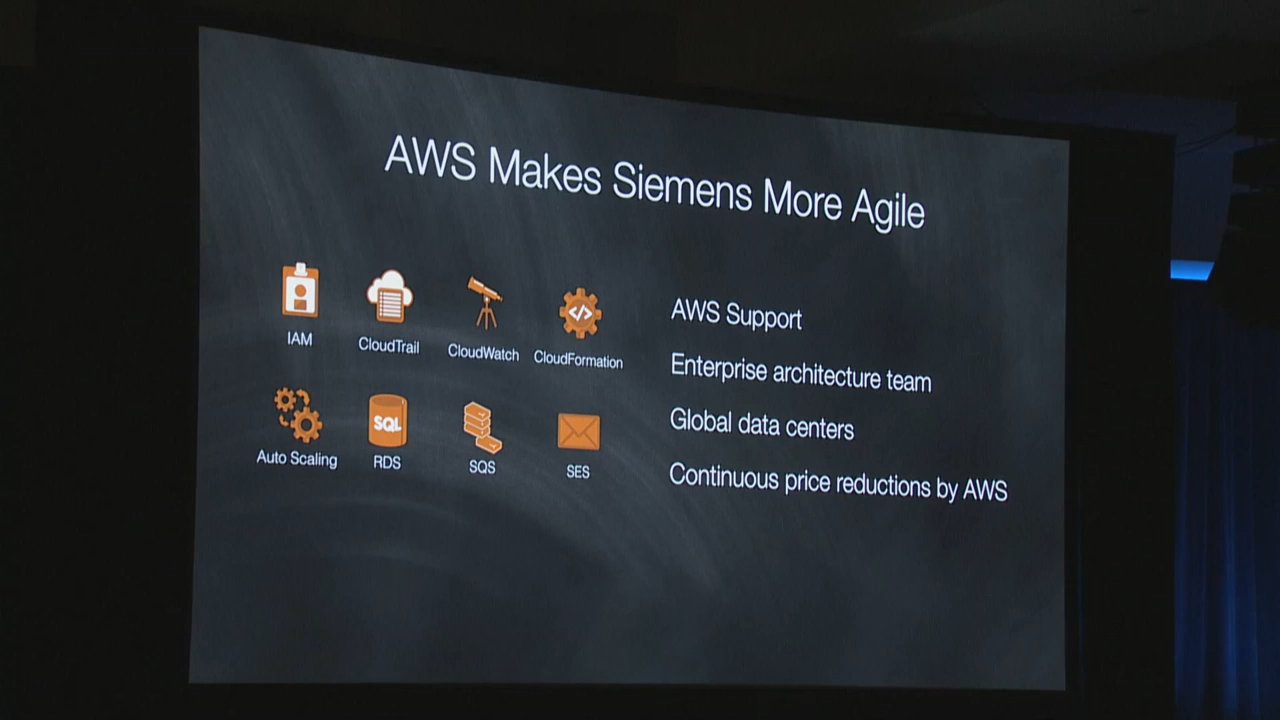 AWS Makes Siemens More Agile
IAM
CloudTrail
CloudWatch
CloudFormation
Auto Scaling
SQL
RDS
SQS
SES
AWS Support
Enterprise architecture team
Global data centers
Continuous price reductions by AWS